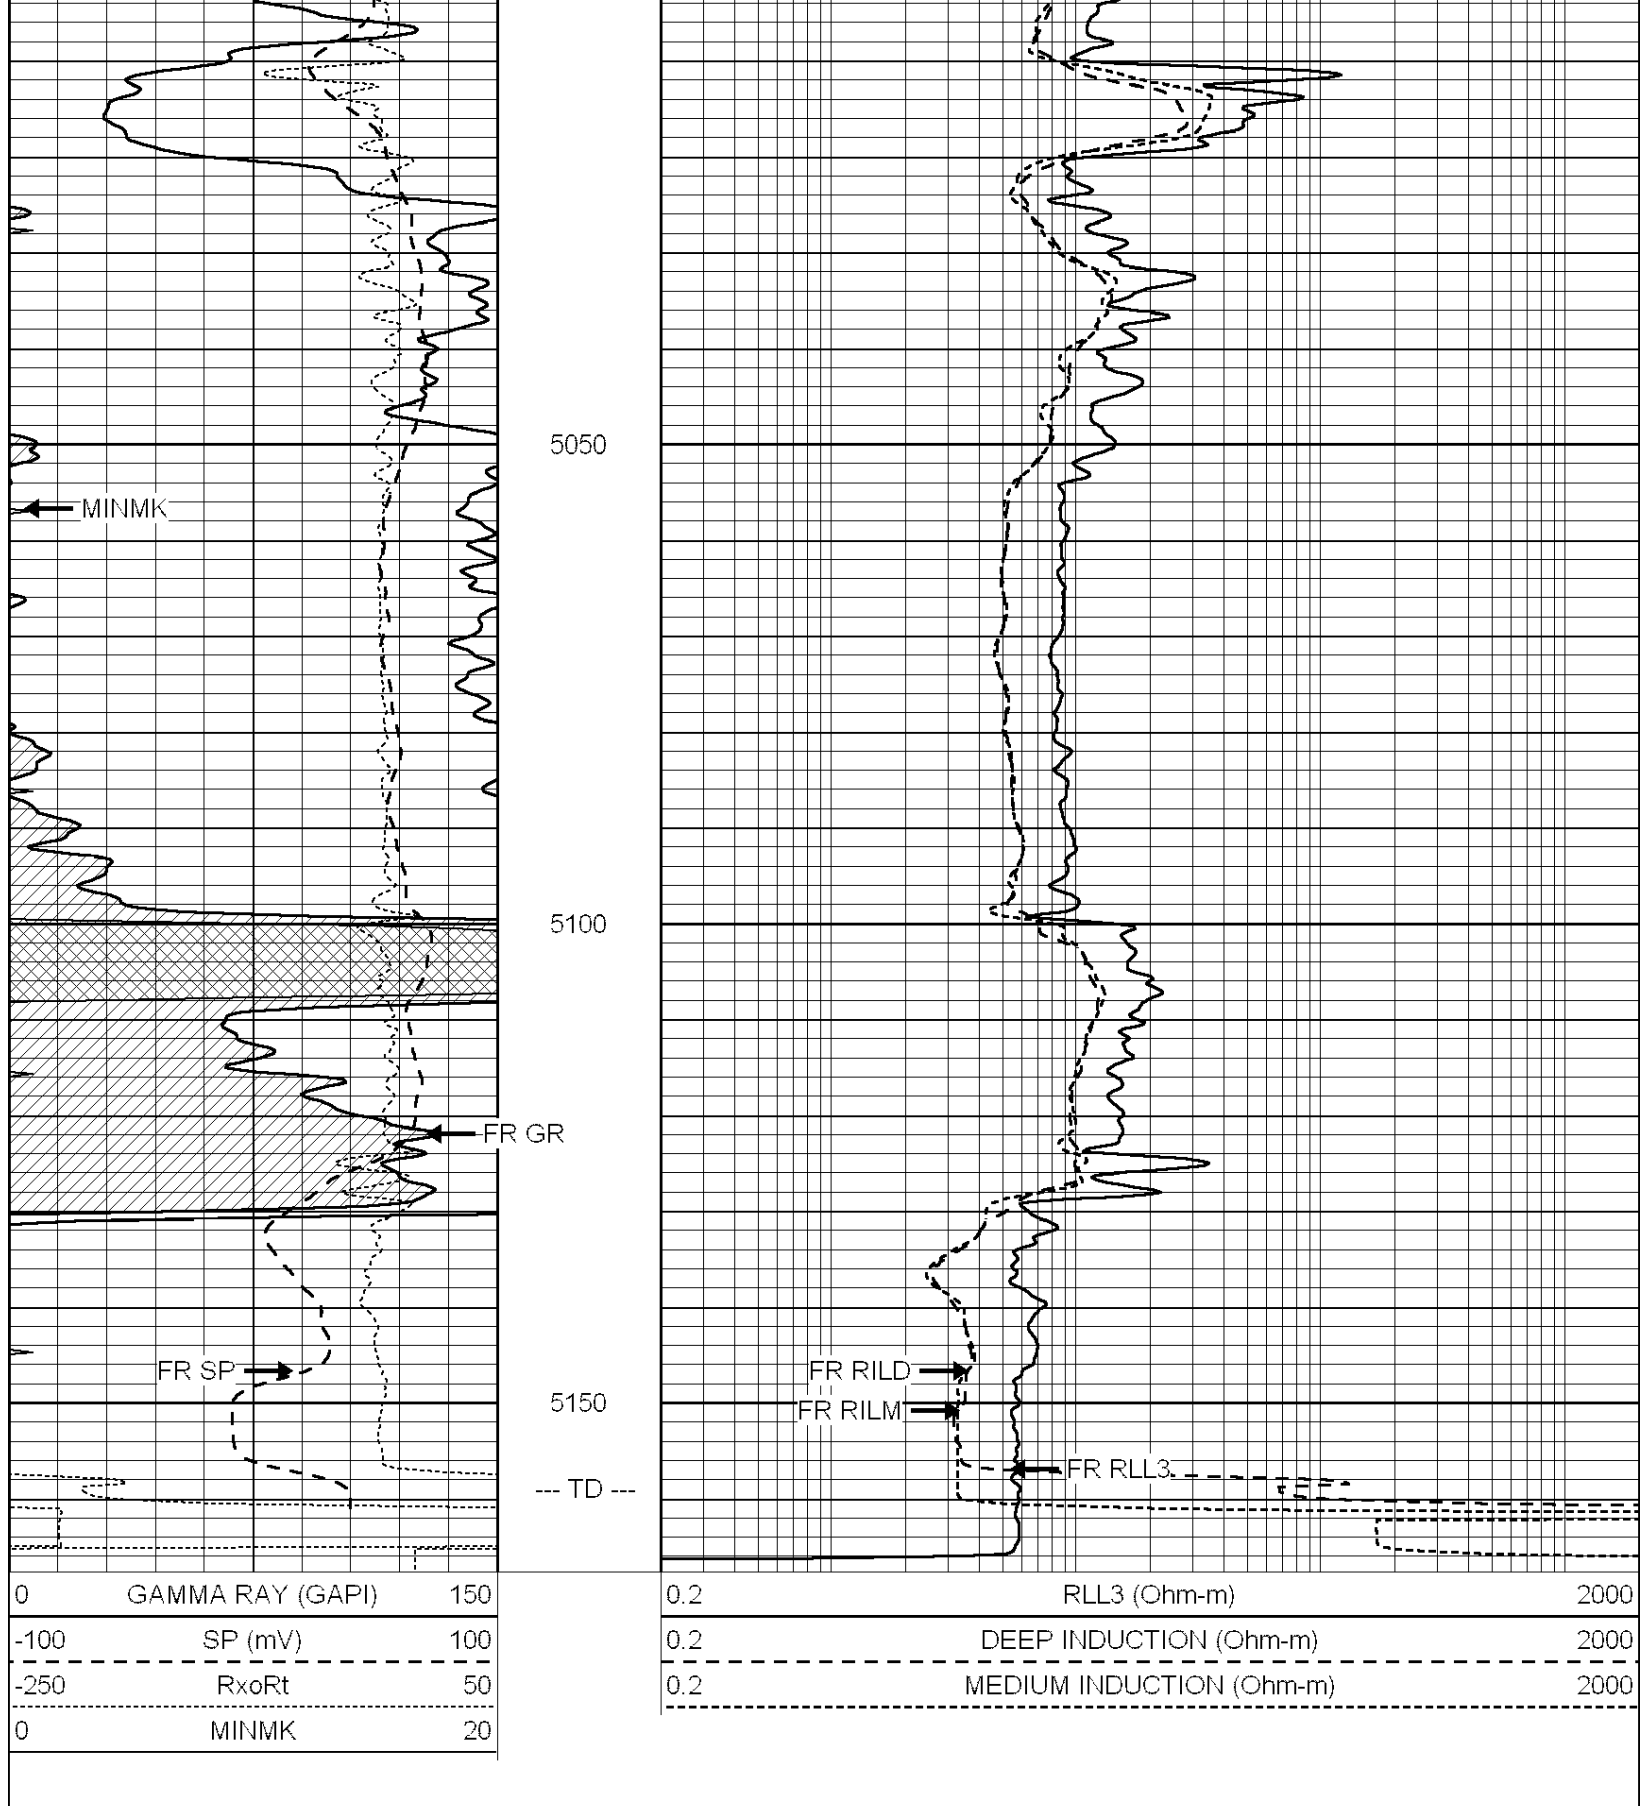 5050
MINMK
5100
FR GR
FR SP
FR RILD
5150
FR RILM
FR RLL3
--- TD ---
0 GAMMA RAY (GAPI) 150
0.2 RLL3 (Ohm-m) 2000
-100 SP (mV) 100
0.2 DEEP INDUCTION (Ohm-m) 2000
-250 RxoRt 50
0.2 MEDIUM INDUCTION (Ohm-m) 2000
0 MINMK 20